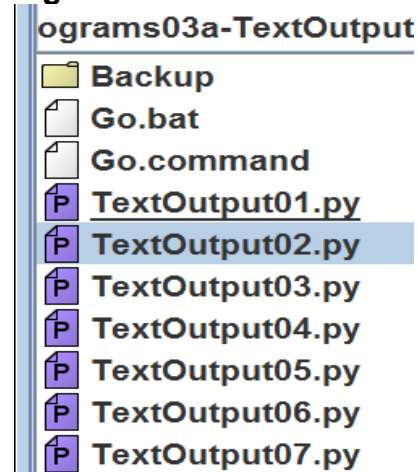 ograms03a-TextOutput
Backup
Go.bat
Go.command
P TextOutput01.py
P TextOutput02.py
P TextOutput03.py
P TextOutput04.py
P TextOutput05.py
P TextOutput06.py
P TextOutput07.py